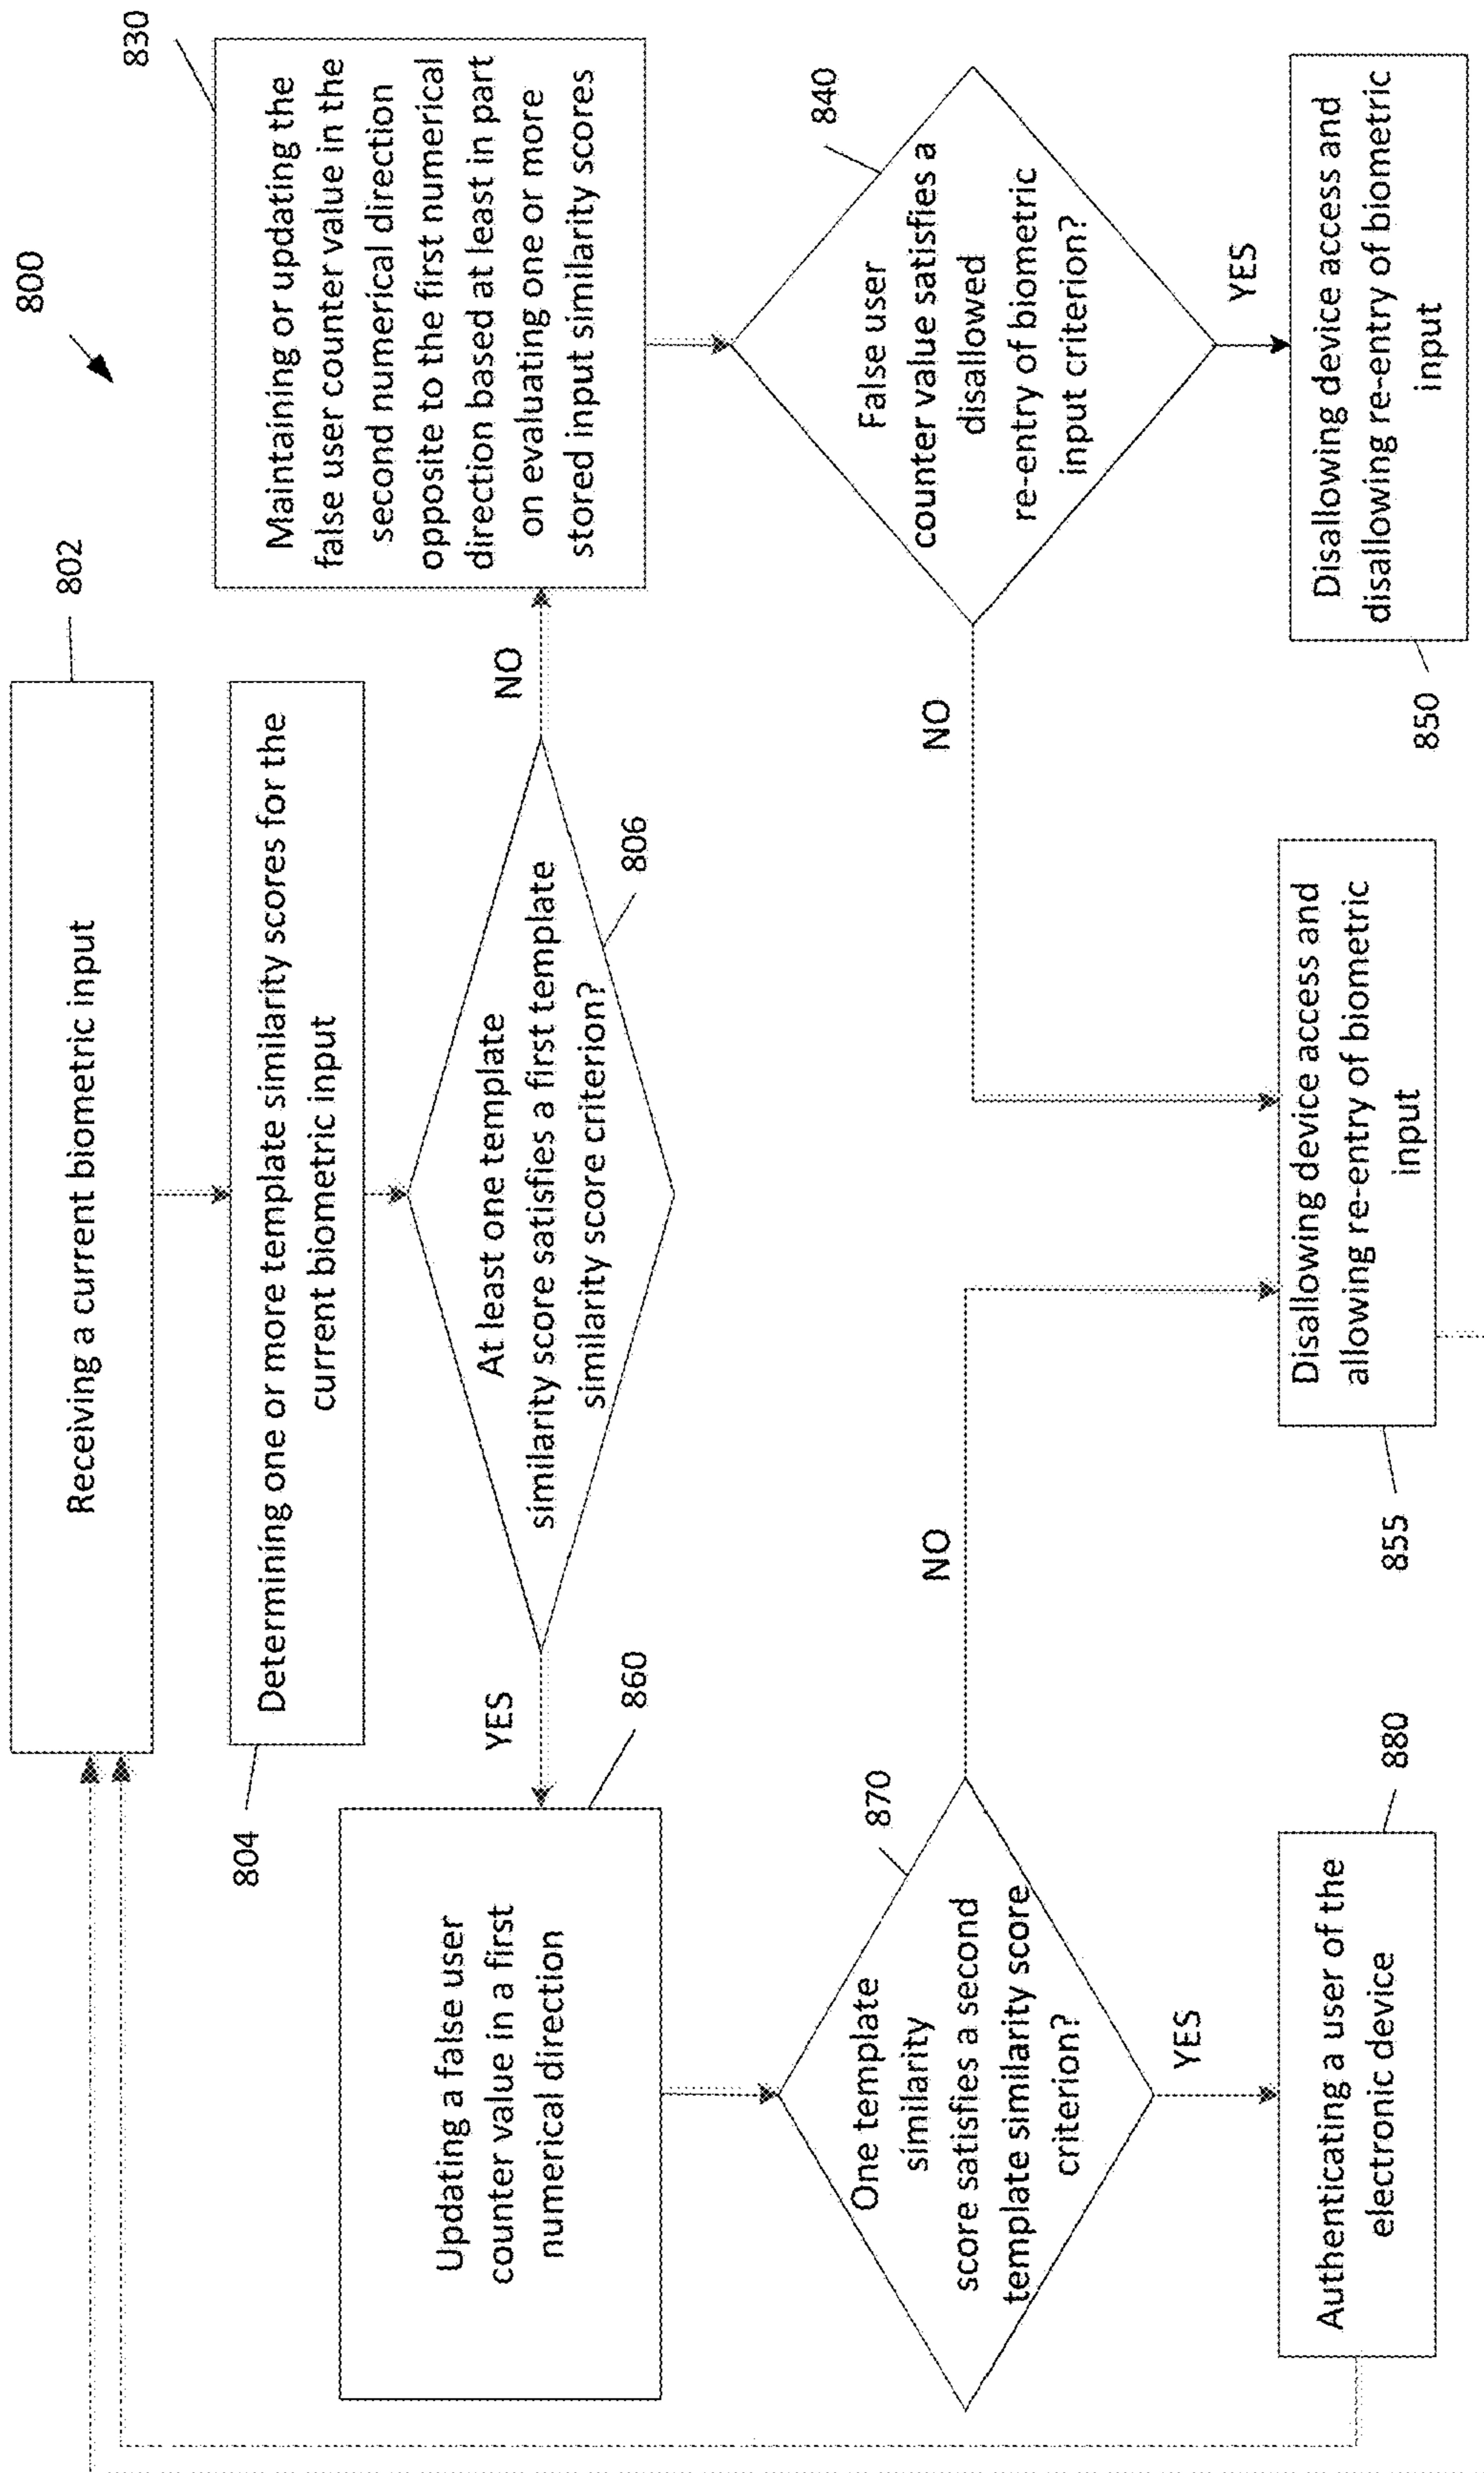 800
Receiving a current biometric input
802
Determining one or more template similarity scores for the
current biometric input
804
At least one template
similarity score satisfies a first template
similarity score criterion?
806
YES
NO
Updating a false user
counter value in a first
numerical direction
860
Maintaining or updating the
false user counter value in the
second numerical direction
opposite to the first numerical
direction based at least in part
on evaluating one or more
stored input similarity scores
830
One template
similarity
score satisfies a second
template similarity score
criterion?
870
NO
YES
False user
counter value satisfies a
disallowed
re-entry of biometric
input criterion?
840
NO
YES
Authenticating a user of the
electronic device
880
Disallowing device access and
allowing re-entry of biometric
input
855
Disallowing device access and
disallowing re-entry of biometric
input
850